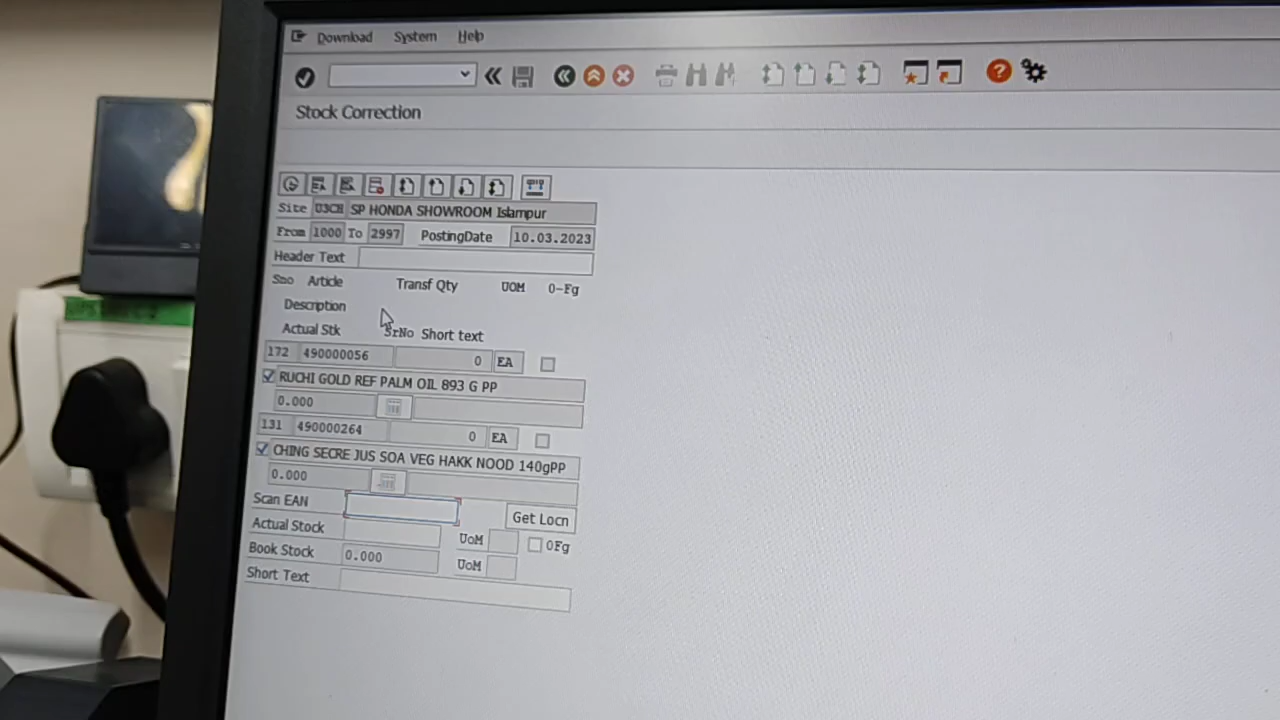 Download System Help
Stock Correction
Site U3CH SP HONDA SHOWROOM Islampur
From 1000 To 2997 PostingDate 10.03.2023
Header Text
Sno Article Transf Qty UOM 0-Fg
Description
Actual Stk SrNo Short text
172 490000056 0 EA
RUCHI GOLD REF PALM OIL 893 G PP
0.000
131 490000264 0 EA
CHING SECRE JUS SOA VEG HAKK NOOD 140gPP
0.000
Scan EAN Get Locn
Actual Stock UoM 0Fg
Book Stock 0.000 UoM
Short Text